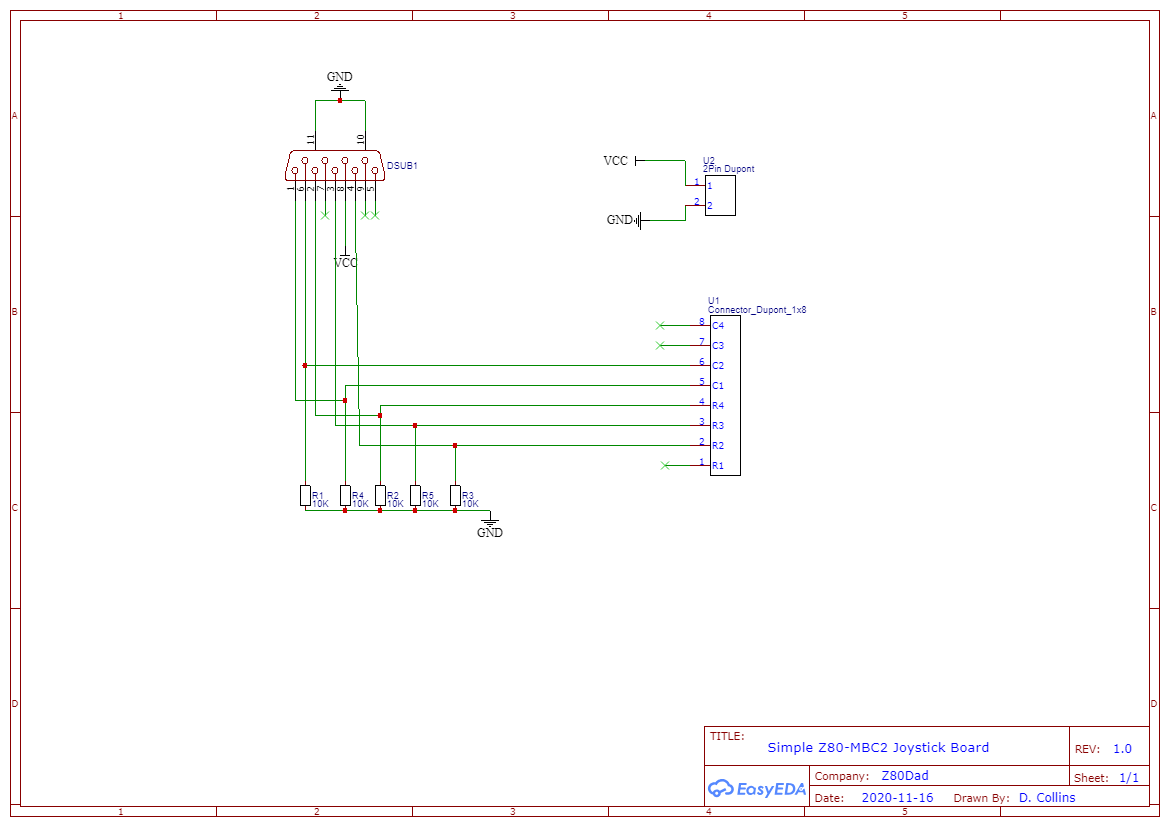 1 2 3 4 5
GND
A A
11 10
DSUB1
1 6 2 7 3 8 4 9 5
VCC
U2
2Pin Dupont
VCC 1 1
2 2
GND
VCC
B B
U1
Connector_Dupont_1x8
8 C4
7 C3
6 C2
5 C1
4 R4
3 R3
2 R2
1 R1
R1 R4 R2 R5 R3
10K 10K 10K 10K 10K
C C
GND
D D
TITLE:
Simple Z80-MBC2 Joystick Board
REV: 1.0
EasyEDA
Company: Z80Dad
Sheet: 1/1
Date: 2020-11-16 Drawn By: D. Collins
1 2 3 4 5